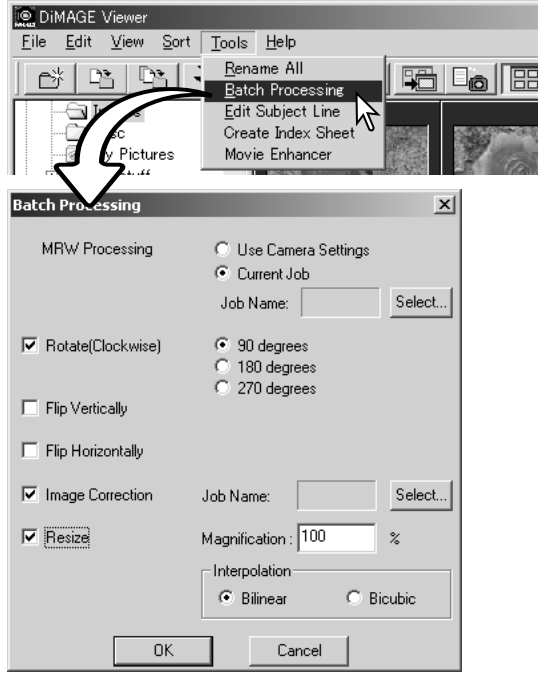 DiMAGE Viewer
File Edit View Sort Tools Help
Rename All
Batch Processing
Edit Subject Line
Create Index Sheet
Movie Enhancer
Pictures
Batch Processing
MRW Processing
Use Camera Settings
Current Job
Job Name: Select...
Rotate(Clockwise)
90 degrees
180 degrees
270 degrees
Flip Vertically
Flip Horizontally
Image Correction Job Name: Select...
Resize Magnification : 100 %
Interpolation
Bilinear Bicubic
OK Cancel